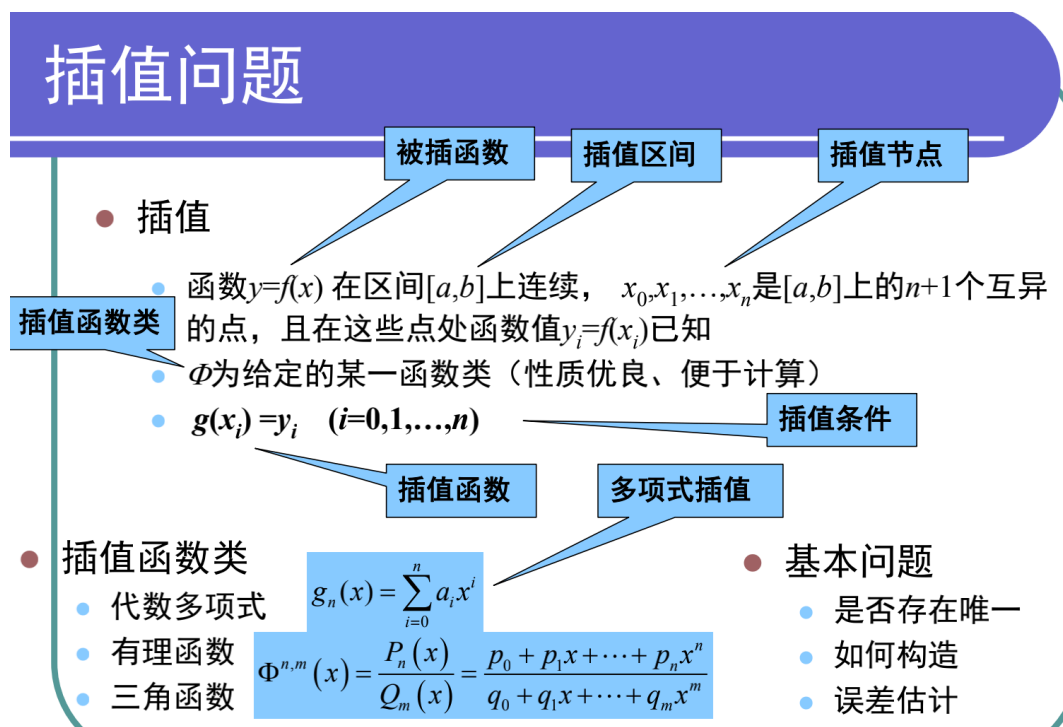 插值问题
被插函数
插值区间
插值节点
插值
函数y=f(x) 在区间[a,b]上连续， x₀,x₁,…,xₙ是[a,b]上的n+1个互异
的点，且在这些点处函数值yᵢ=f(xᵢ)已知
插值函数类
Φ为给定的某一函数类（性质优良、便于计算）
g(xᵢ) =yᵢ (i=0,1,…,n)
插值条件
插值函数
多项式插值
插值函数类
代数多项式
有理函数
三角函数
gₙ(x) = ∑ᵢ₌₀ⁿ aᵢxⁱ
Φⁿ,ᵐ(x) = Pₙ(x)/Qₘ(x) = (p₀ + p₁x + ⋯ + pₙxⁿ)/(q₀ + q₁x + ⋯ + qₘxᵐ)
基本问题
是否存在唯一
如何构造
误差估计